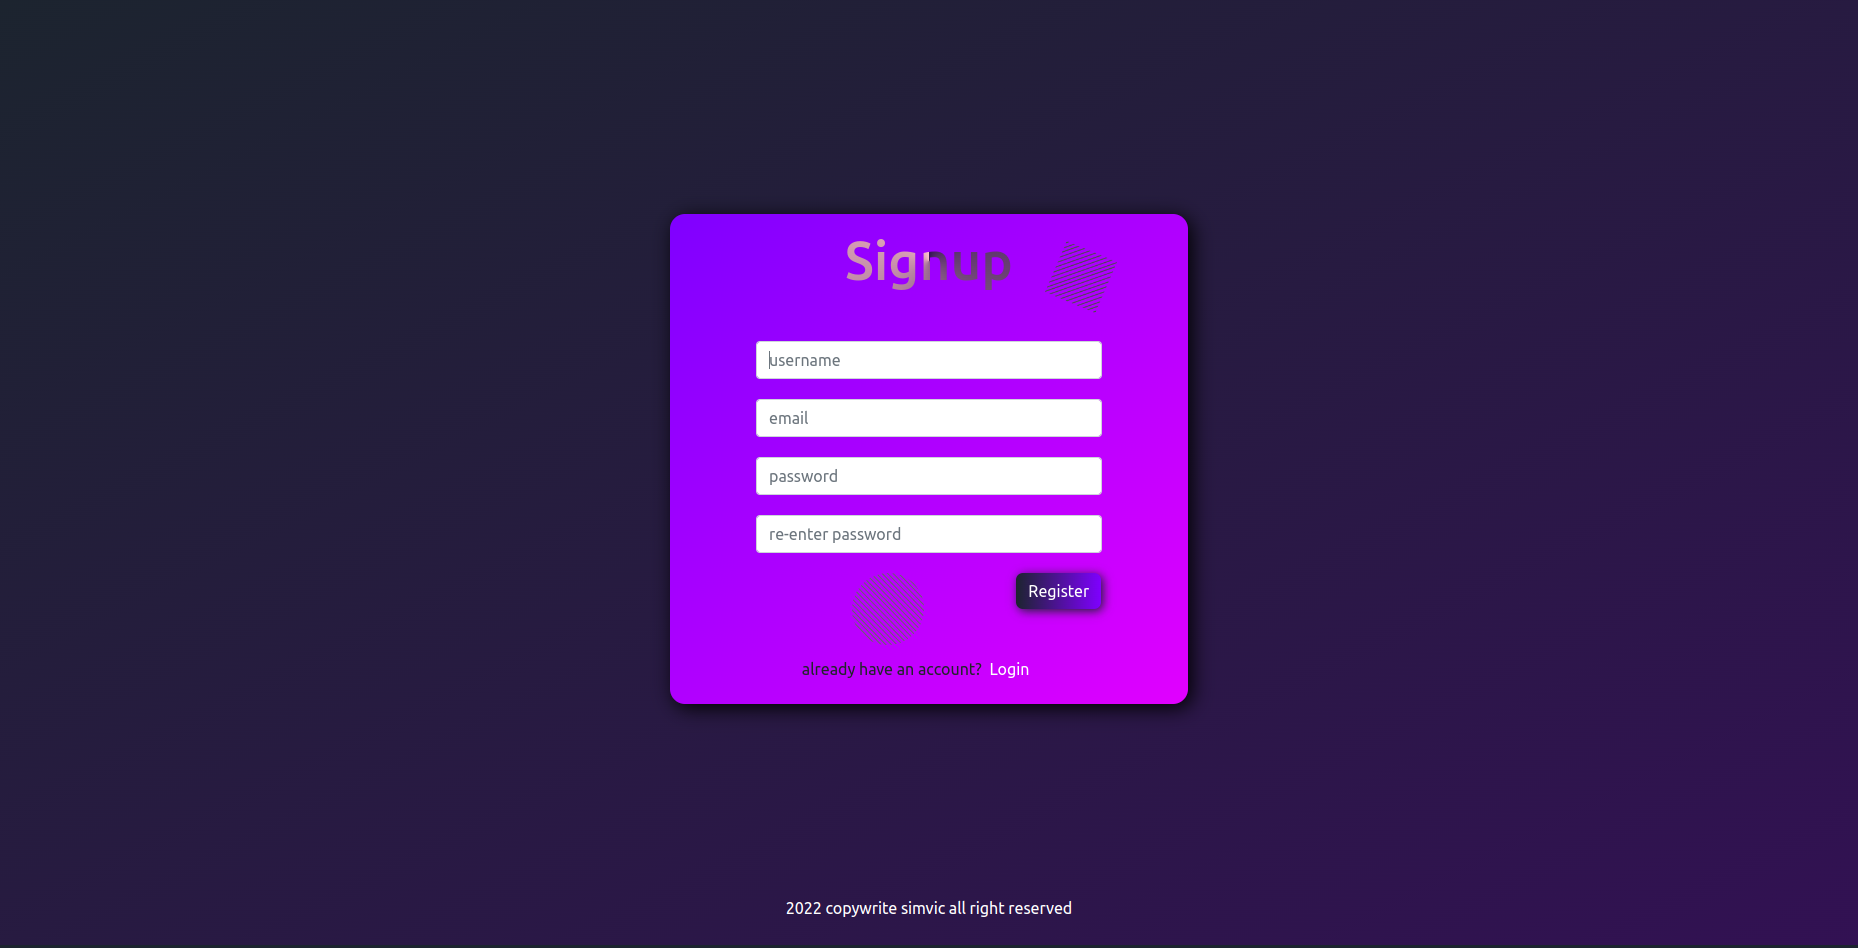 Signup
username
email
password
re-enter password
Register
already have an account? Login
2022 copywrite simvic all right reserved